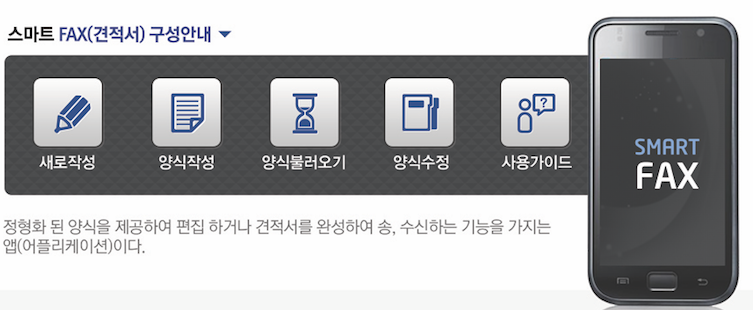 스마트 FAX(견적서) 구성안내
새로작성
양식작성
양식불러오기
양식수정
?
사용가이드
SMART
FAX
정형화 된 양식을 제공하여 편집 하거나 견적서를 완성하여 송, 수신하는 기능을 가지는
앱(어플리케이션)이다.